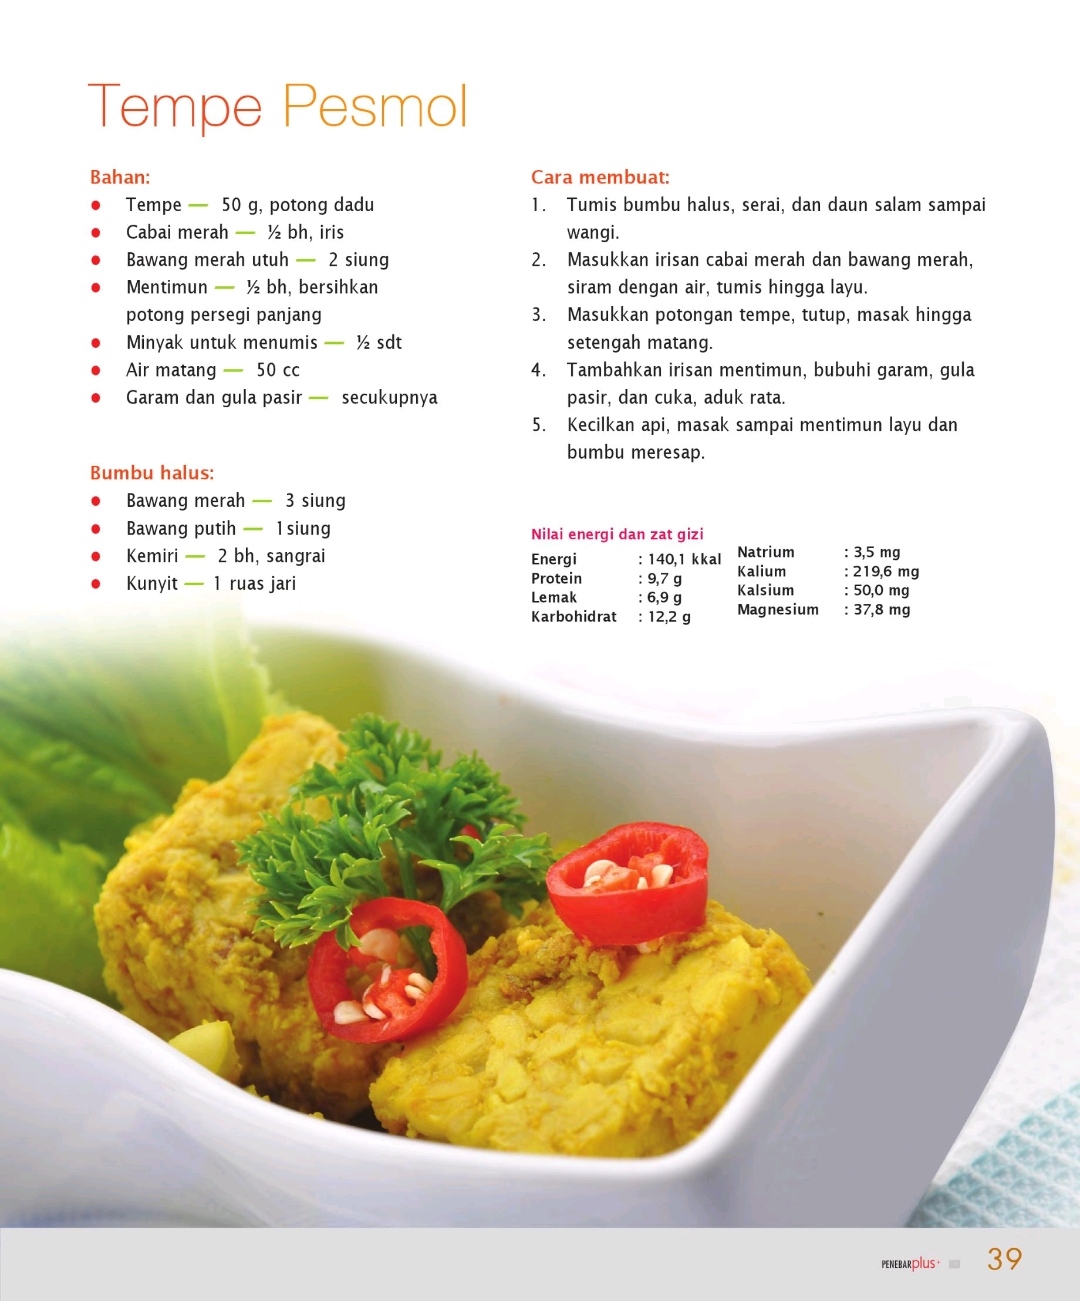 Tempe Pesmol
Bahan:
• Tempe — 50 g, potong dadu
• Cabai merah — ½ bh, iris
• Bawang merah utuh — 2 siung
• Mentimun — ½ bh, bersihkan
potong persegi panjang
• Minyak untuk menumis — ½ sdt
• Air matang — 50 cc
• Garam dan gula pasir — secukupnya
Bumbu halus:
• Bawang merah — 3 siung
• Bawang putih — 1 siung
• Kemiri — 2 bh, sangrai
• Kunyit — 1 ruas jari
Cara membuat:
1. Tumis bumbu halus, serai, dan daun salam sampai
wangi.
2. Masukkan irisan cabai merah dan bawang merah,
siram dengan air, tumis hingga layu.
3. Masukkan potongan tempe, tutup, masak hingga
setengah matang.
4. Tambahkan irisan mentimun, bubuhi garam, gula
pasir, dan cuka, aduk rata.
5. Kecilkan api, masak sampai mentimun layu dan
bumbu meresap.
Nilai energi dan zat gizi
Energi : 140,1 kkal
Protein : 9,7 g
Lemak : 6,9 g
Karbohidrat : 12,2 g
Natrium : 3,5 mg
Kalium : 219,6 mg
Kalsium : 50,0 mg
Magnesium : 37,8 mg
PENEBAR plus+
39